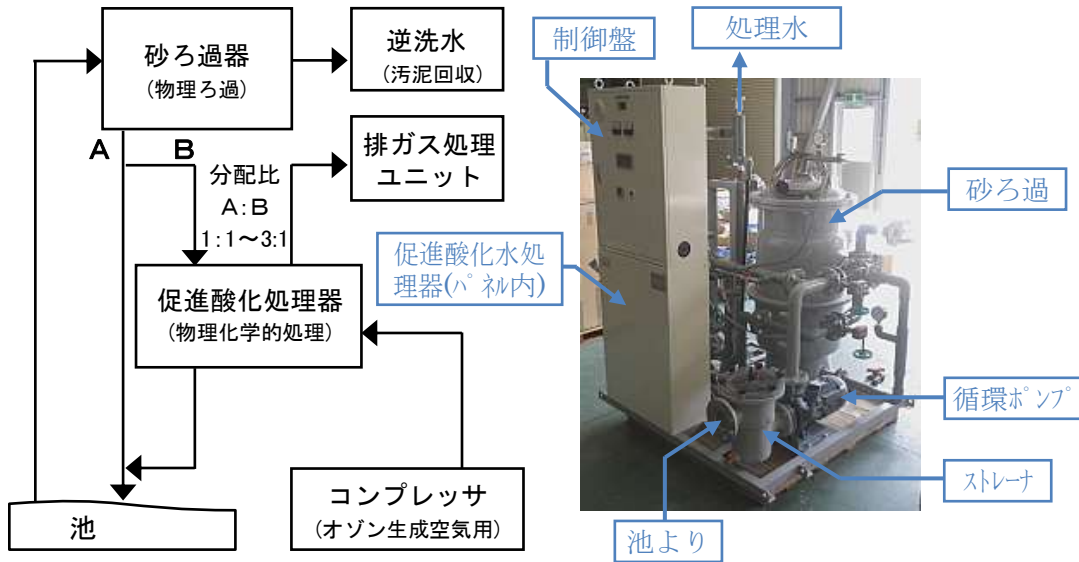 砂ろ過器
(物理ろ過)
逆洗水
(汚泥回収)
A
B
分配比
A:B
1:1～3:1
排ガス処理
ユニット
促進酸化処理器
(物理化学的処理)
コンプレッサ
(オゾン生成空気用)
池
制御盤
処理水
砂ろ過
促進酸化水処
理器(ﾊﾟﾈﾙ内)
循環ﾎﾟﾝﾌﾟ
ｽﾄﾚｰﾅ
池より